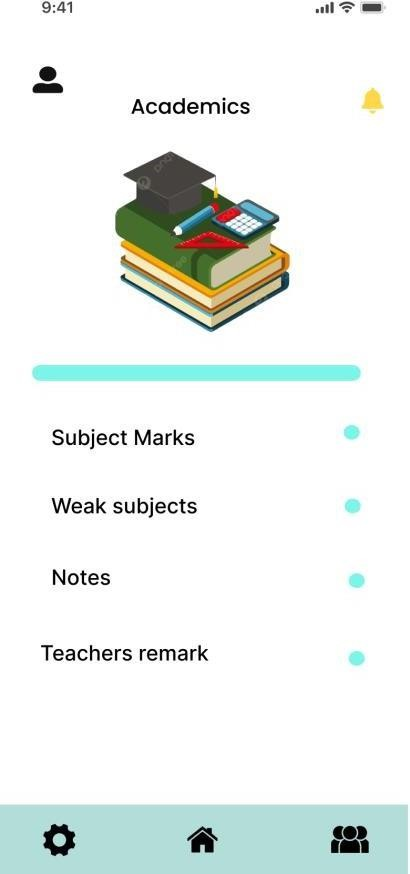 9:41
Academics
Subject Marks
Weak subjects
Notes
Teachers remark